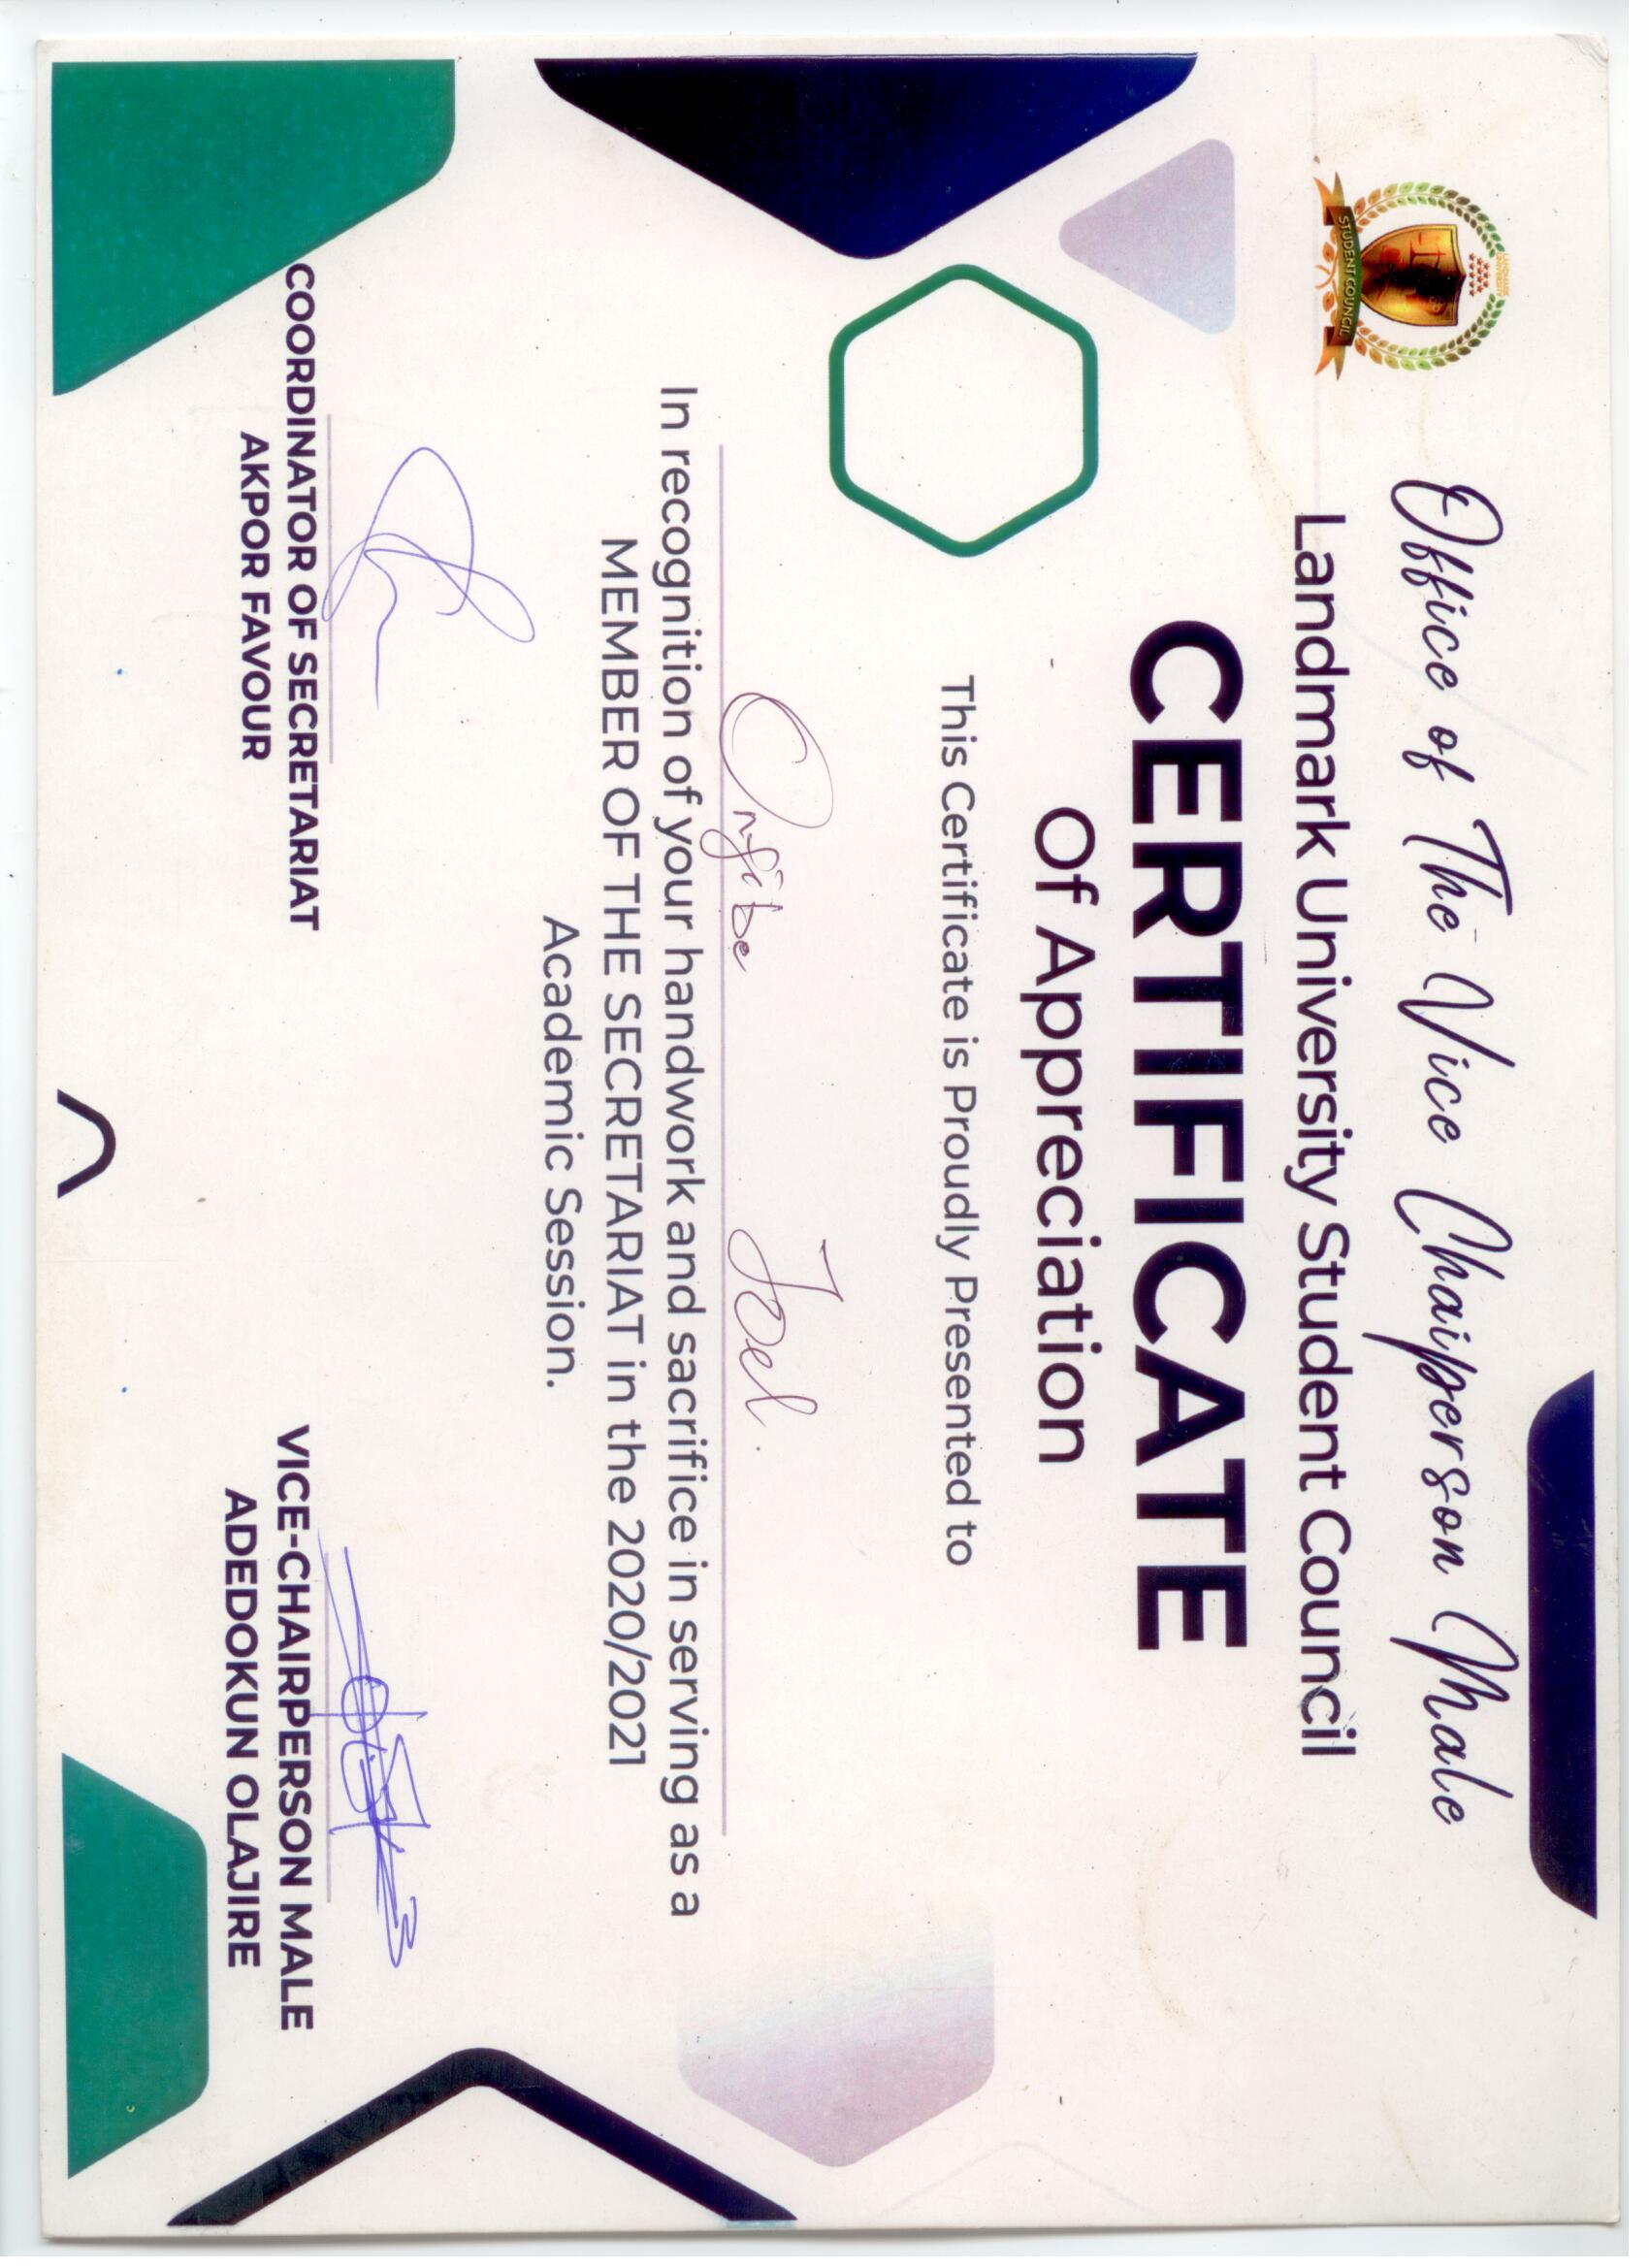 LANDMARK
UNIVERSITY
STUDENT COUNCIL
Office of The Vice Chaiperson Male
Landmark University Student Council
CERTIFICATE
Of Appreciation
This Certificate is Proudly Presented to
Joel.
In recognition of your handwork and sacrifice in serving as a
MEMBER OF THE SECRETARIAT in the 2020/2021
Academic Session.
COORDINATOR OF SECRETARIAT
AKPOR FAVOUR
VICE-CHAIRPERSON MALE
ADEDOKUN OLAJIRE